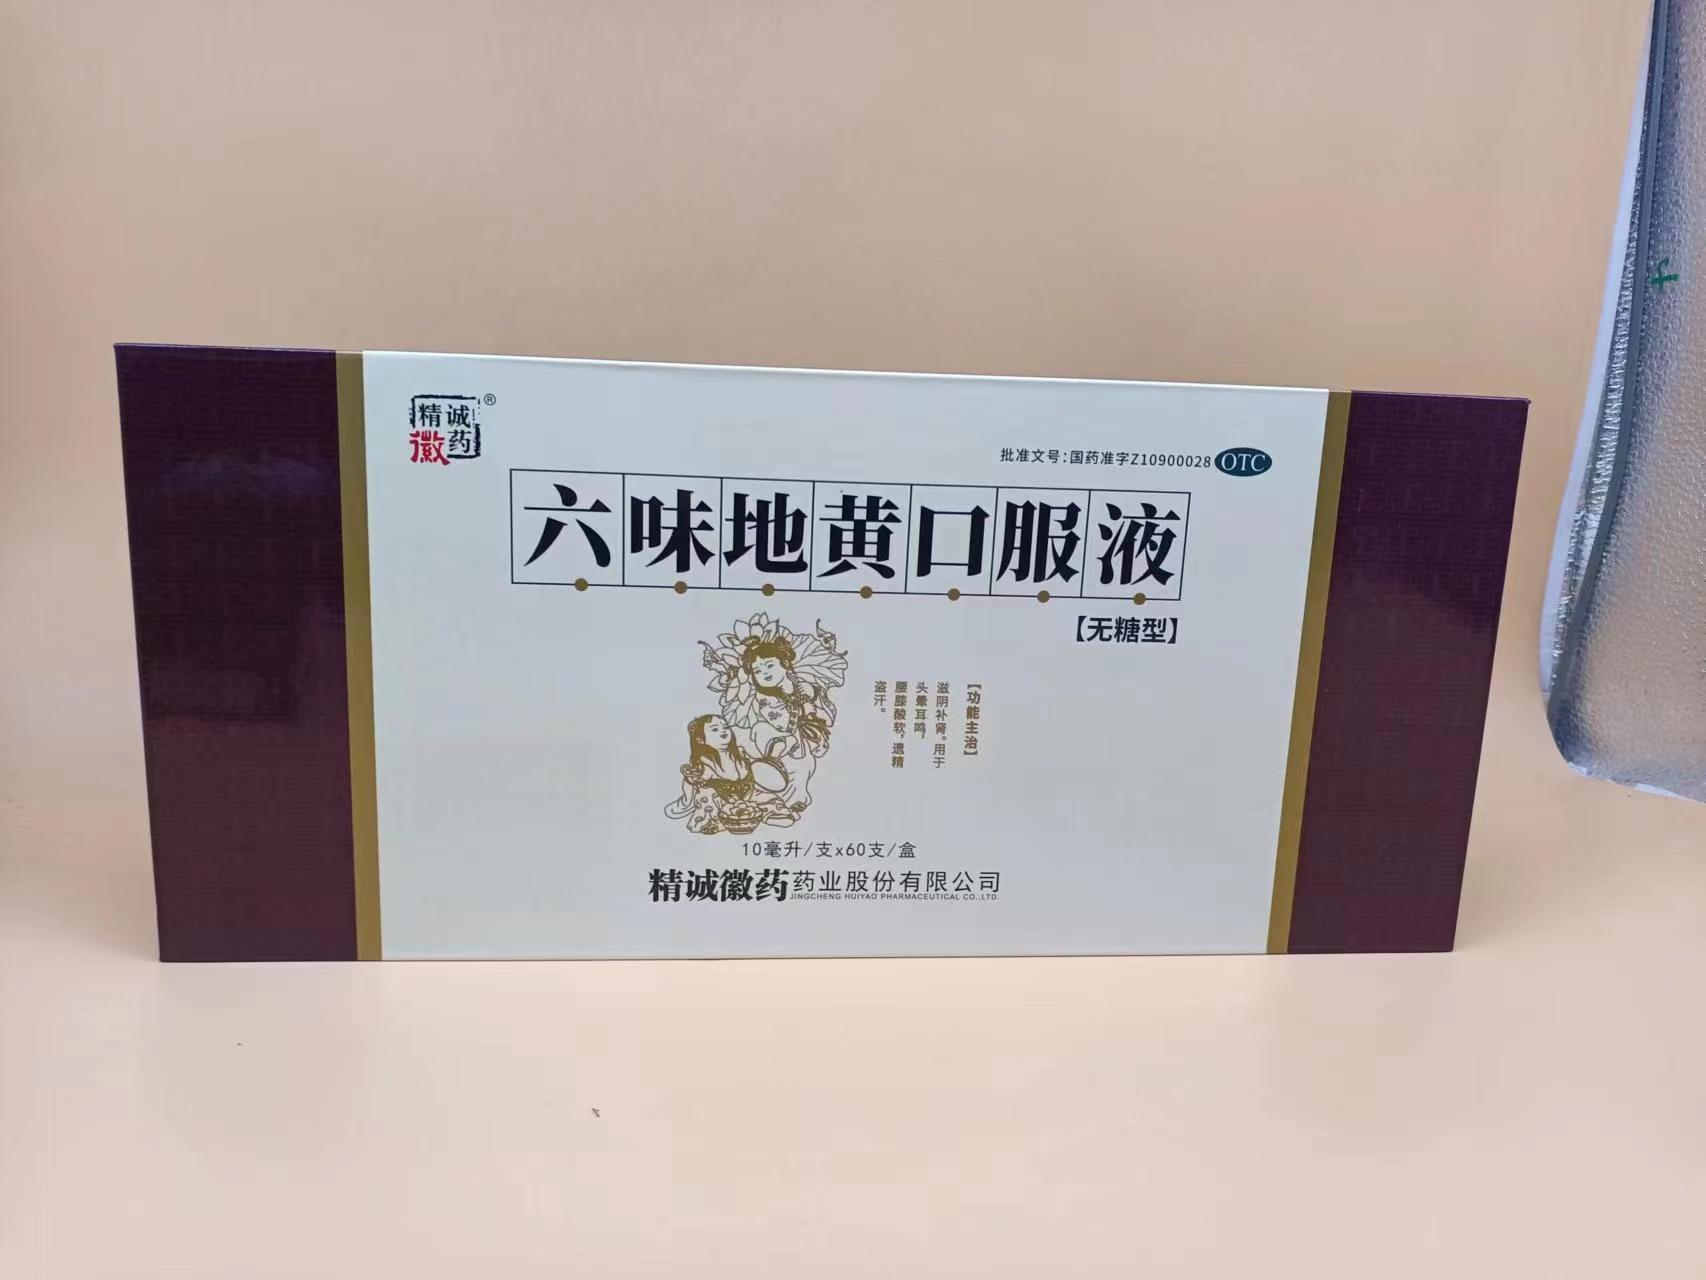 精诚
徽药
®
批准文号:国药准字Z10900028 OTC
六味地黄口服液
【无糖型】
【功能主治】
滋阴补肾。用于
头晕耳鸣,
腰膝酸软,遗精
盗汗。
10毫升/支x60支/盒
精诚徽药药业股份有限公司
JINGCHENG HUIYAO PHARMACEUTICAL CO.,LTD.